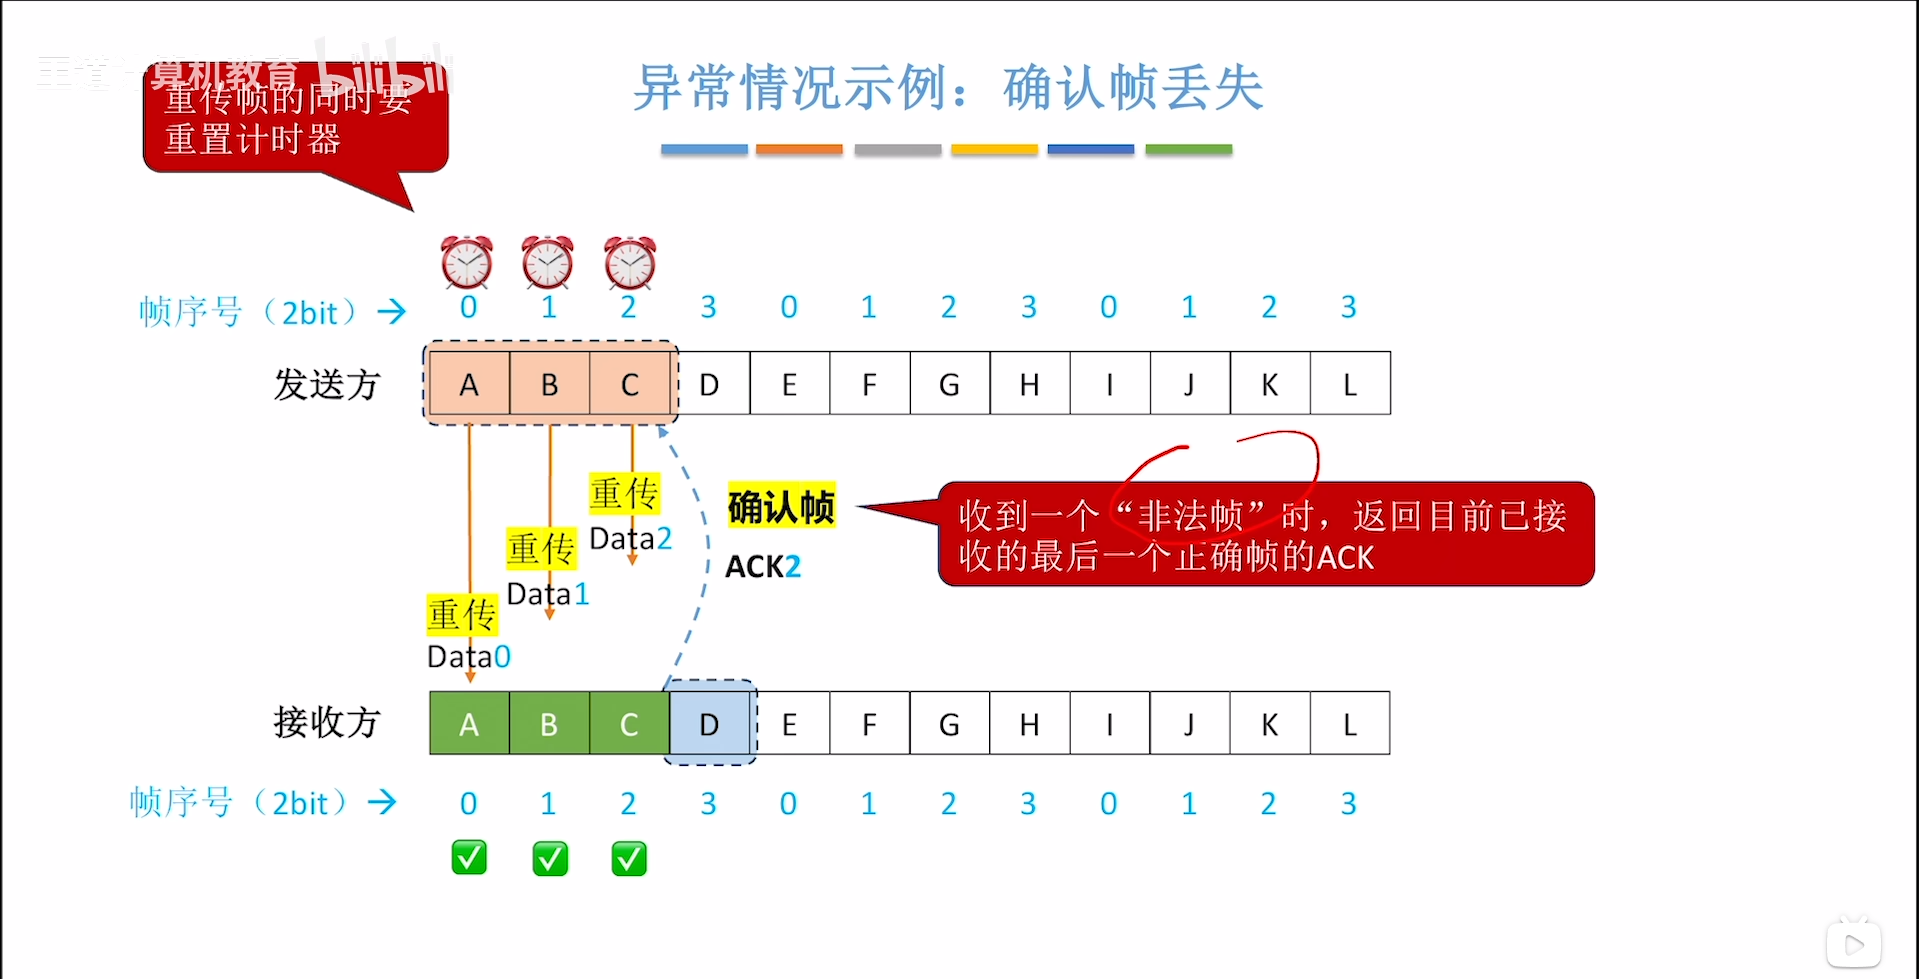 王道计算机教育 bilibili
异常情况示例：确认帧丢失
重传帧的同时要
重置计时器
帧序号（2bit）→ 0 1 2 3 0 1 2 3 0 1 2 3
发送方 A B C D E F G H I J K L
重传
Data2
重传
Data1
重传
Data0
确认帧
ACK2
收到一个“非法帧”时，返回目前已接
收的最后一个正确帧的ACK
接收方 A B C D E F G H I J K L
帧序号（2bit）→ 0 1 2 3 0 1 2 3 0 1 2 3